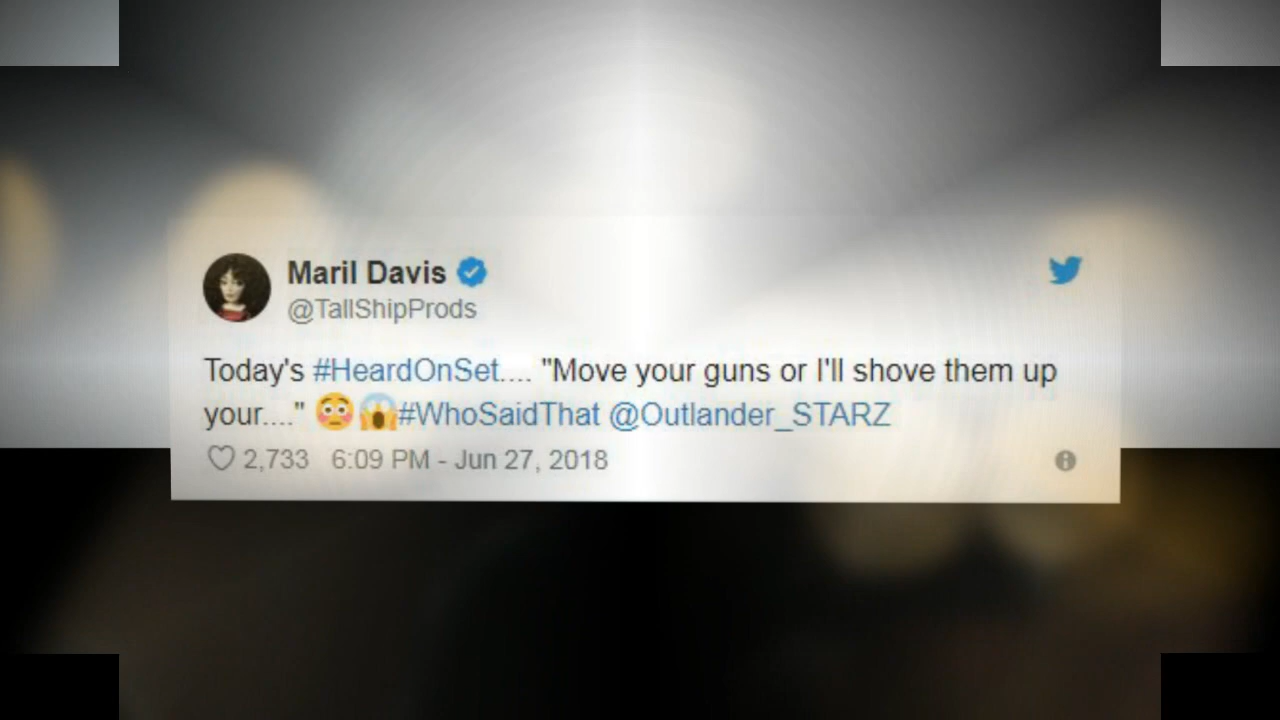 Maril Davis
@TallShipProds
Today's #HeardOnSet.... "Move your guns or I'll shove them up
your...." 😳😱#WhoSaidThat @Outlander_STARZ
2,733 6:09 PM - Jun 27, 2018